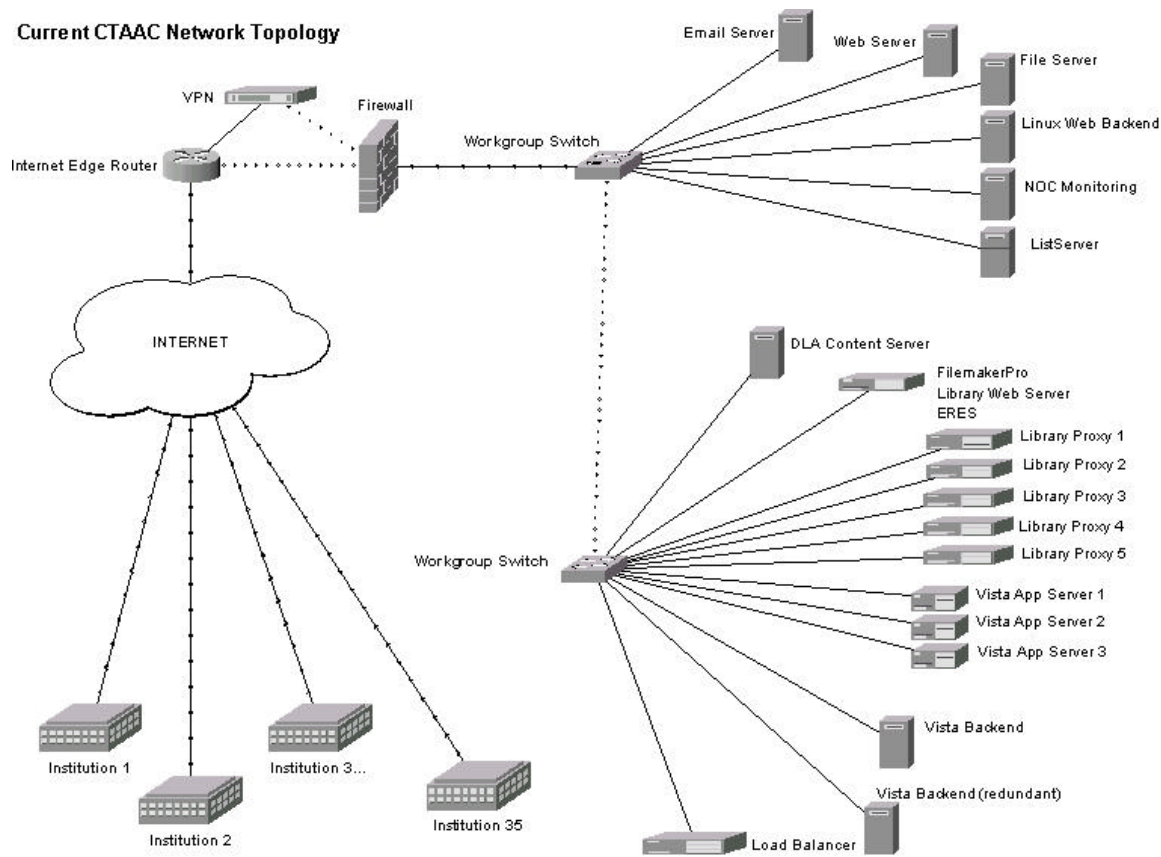 Current CTAAC Network Topology
Email Server
Web Server
File Server
VPN
Firewall
Linux Web Backend
Workgroup Switch
Internet Edge Router
NOC Monitoring
ListServer
INTERNET
DLA Content Server
FilemakerPro
Library Web Server
ERES
Library Proxy 1
Library Proxy 2
Library Proxy 3
Library Proxy 4
Library Proxy 5
Workgroup Switch
Vista App Server 1
Vista App Server 2
Vista App Server 3
Vista Backend
Institution 1
Institution 3...
Vista Backend (redundant)
Institution 35
Institution 2
Load Balancer